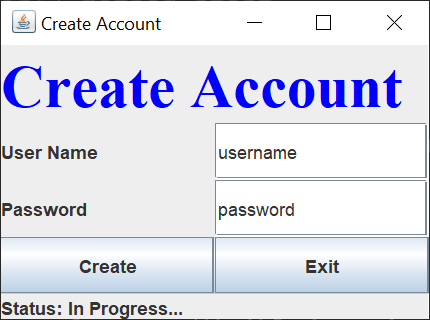 Create Account
Create Account
User Name username
Password password
Create Exit
Status: In Progress...